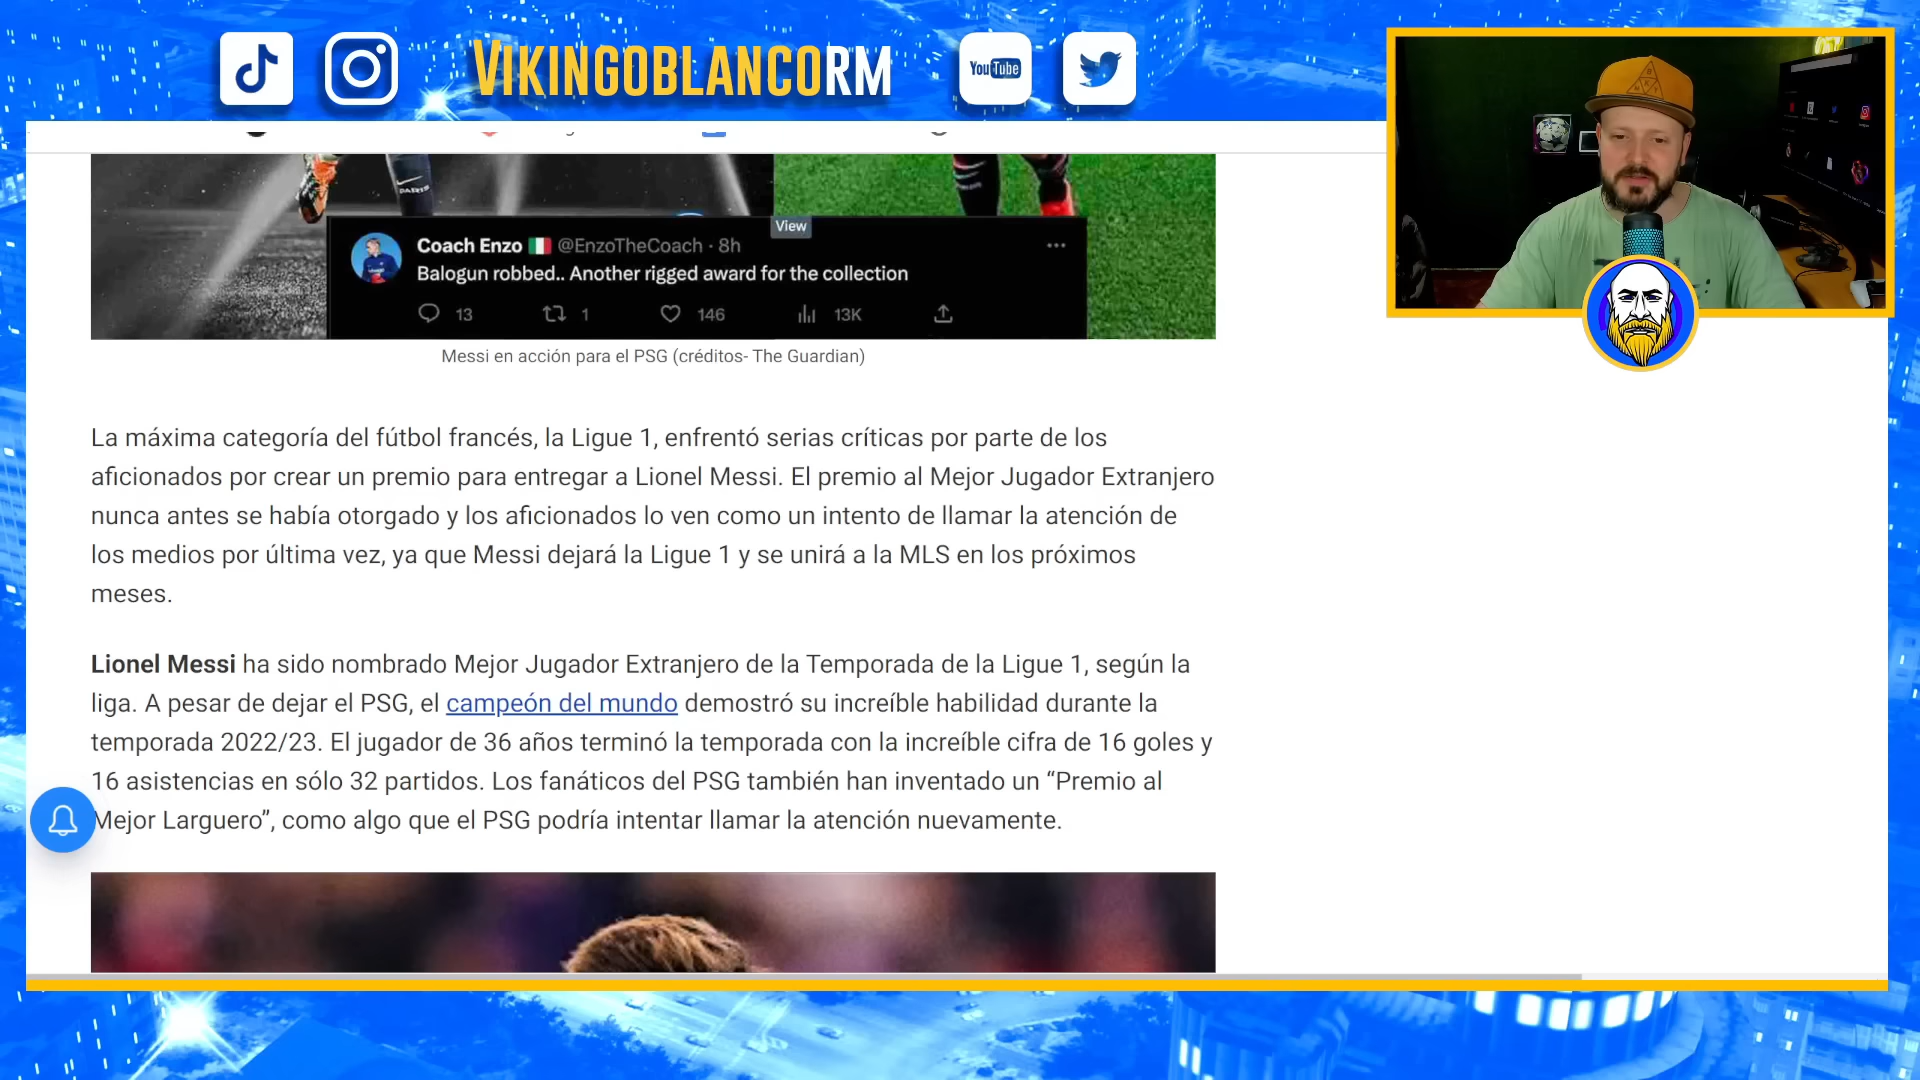 VIKINGOBLANCORM
YouTube
PARIS
View
Coach Enzo @EnzoTheCoach · 8h
Balogun robbed.. Another rigged award for the collection
13 1 146 13K
Messi en acción para el PSG (créditos- The Guardian)
La máxima categoría del fútbol francés, la Ligue 1, enfrentó serias críticas por parte de los
aficionados por crear un premio para entregar a Lionel Messi. El premio al Mejor Jugador Extranjero
nunca antes se había otorgado y los aficionados lo ven como un intento de llamar la atención de
los medios por última vez, ya que Messi dejará la Ligue 1 y se unirá a la MLS en los próximos
meses.
Lionel Messi ha sido nombrado Mejor Jugador Extranjero de la Temporada de la Ligue 1, según la
liga. A pesar de dejar el PSG, el campeón del mundo demostró su increíble habilidad durante la
temporada 2022/23. El jugador de 36 años terminó la temporada con la increíble cifra de 16 goles y
16 asistencias en sólo 32 partidos. Los fanáticos del PSG también han inventado un “Premio al
Mejor Larguero”, como algo que el PSG podría intentar llamar la atención nuevamente.